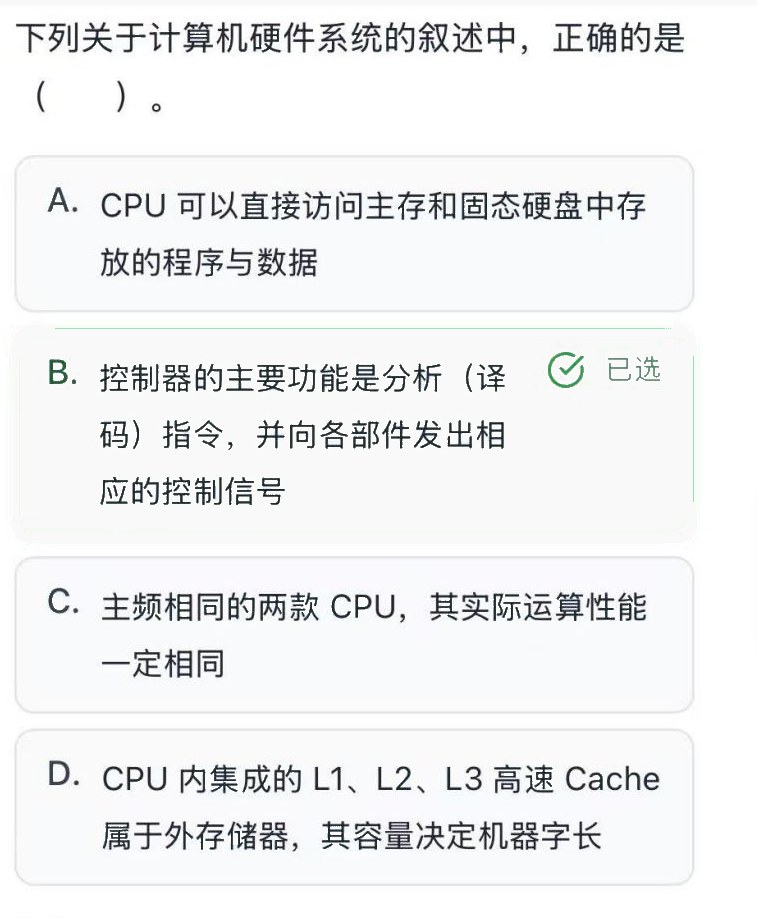 下列关于计算机硬件系统的叙述中，正确的是
（　　）。
A. CPU 可以直接访问主存和固态硬盘中存
放的程序与数据
B. 控制器的主要功能是分析（译 已选
码）指令，并向各部件发出相
应的控制信号
C. 主频相同的两款 CPU，其实际运算性能
一定相同
D. CPU 内集成的 L1、L2、L3 高速 Cache
属于外存储器，其容量决定机器字长